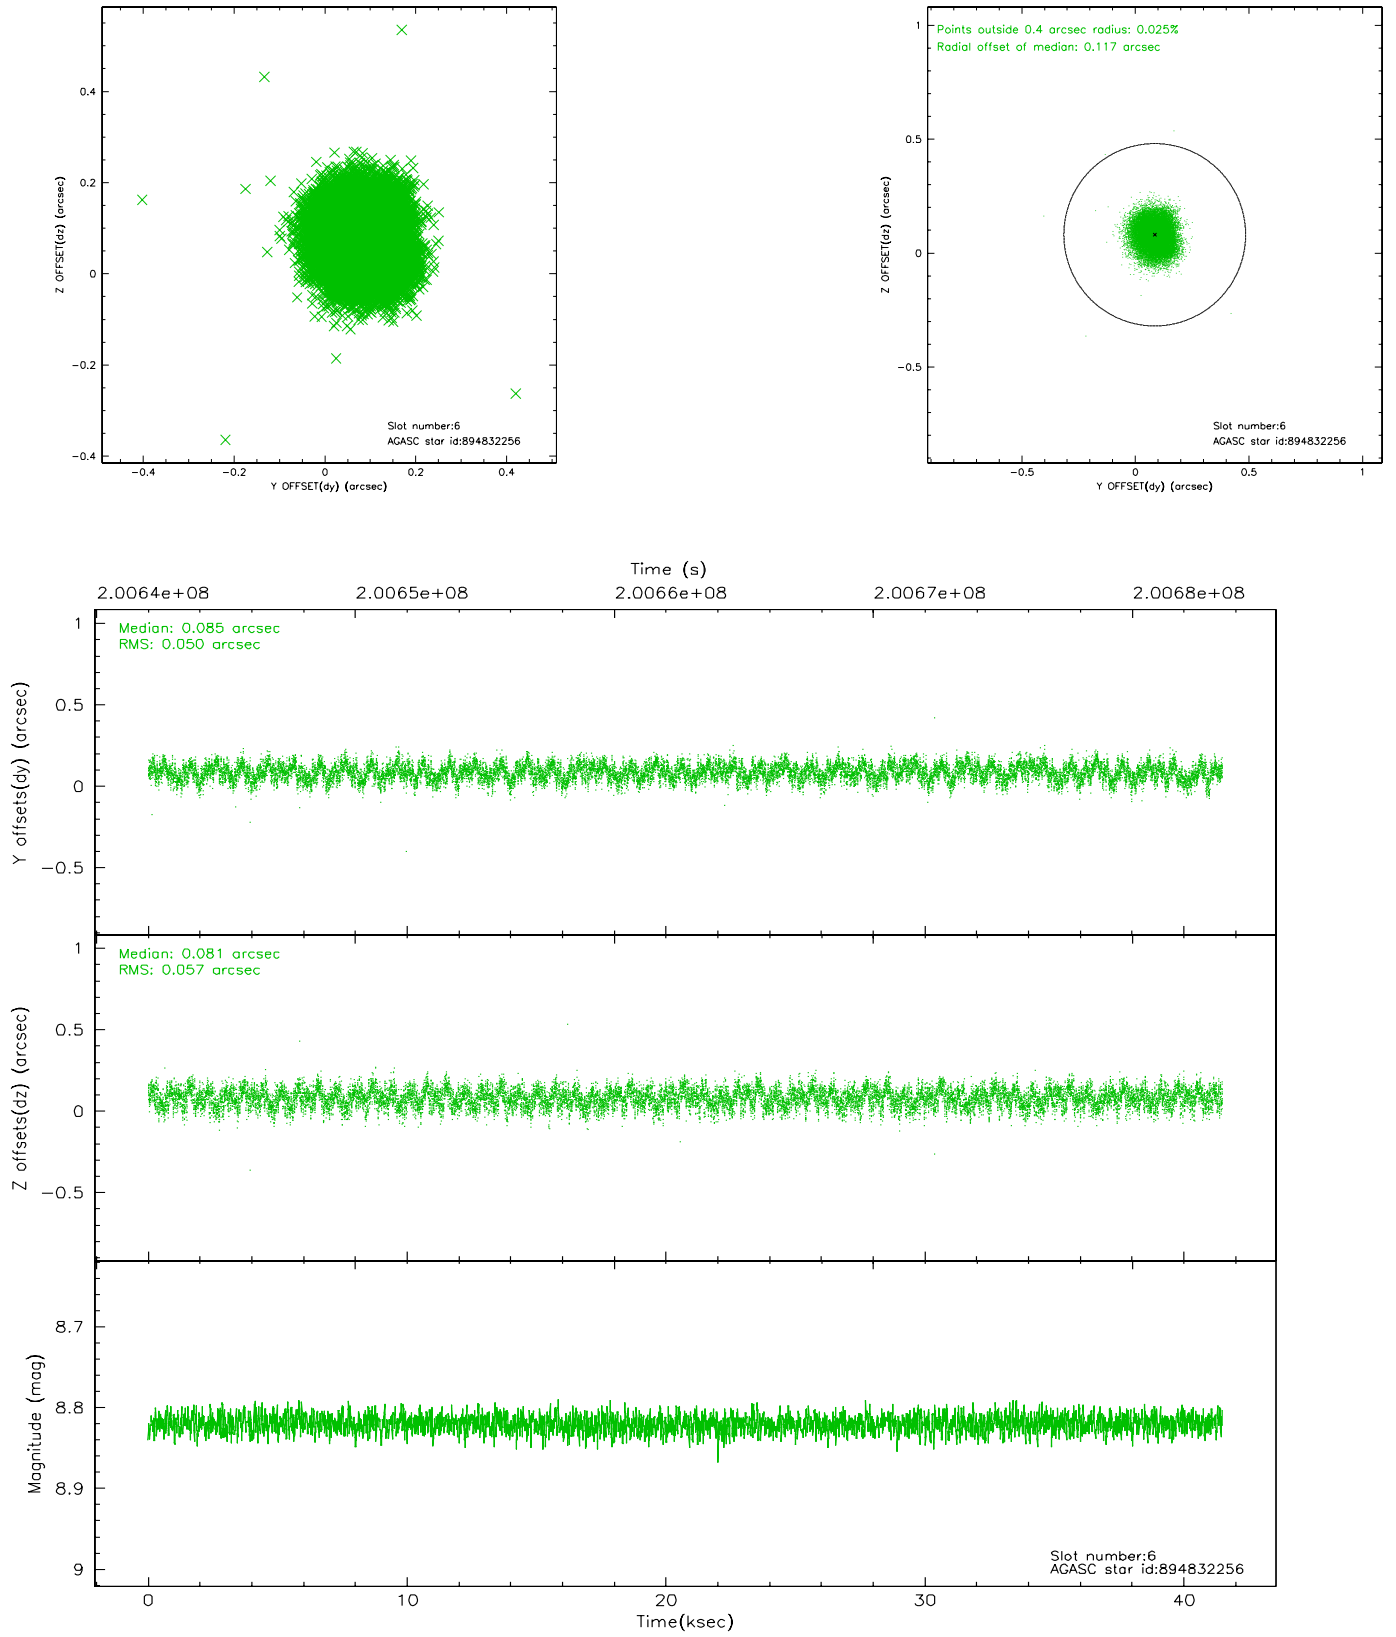 0.4
0.2
0
−0.2
−0.4
Z OFFSET(dz) (arcsec)
−0.4 −0.2 0 0.2 0.4
Y OFFSET(dy) (arcsec)
Slot number:6
AGASC star id:894832256
Points outside 0.4 arcsec radius: 0.025%
Radial offset of median: 0.117 arcsec
1
0.5
0
−0.5
Z OFFSET(dz) (arcsec)
−0.5 0 0.5 1
Y OFFSET(dy) (arcsec)
Slot number:6
AGASC star id:894832256
Time (s)
2.0064e+08 2.0065e+08 2.0066e+08 2.0067e+08 2.0068e+08
Median: 0.085 arcsec
RMS: 0.050 arcsec
1
0.5
0
−0.5
Y offsets(dy) (arcsec)
Median: 0.081 arcsec
RMS: 0.057 arcsec
1
0.5
0
−0.5
Z offsets(dz) (arcsec)
8.7
8.8
8.9
9
Magnitude (mag)
Slot number:6
AGASC star id:894832256
0 10 20 30 40
Time(ksec)